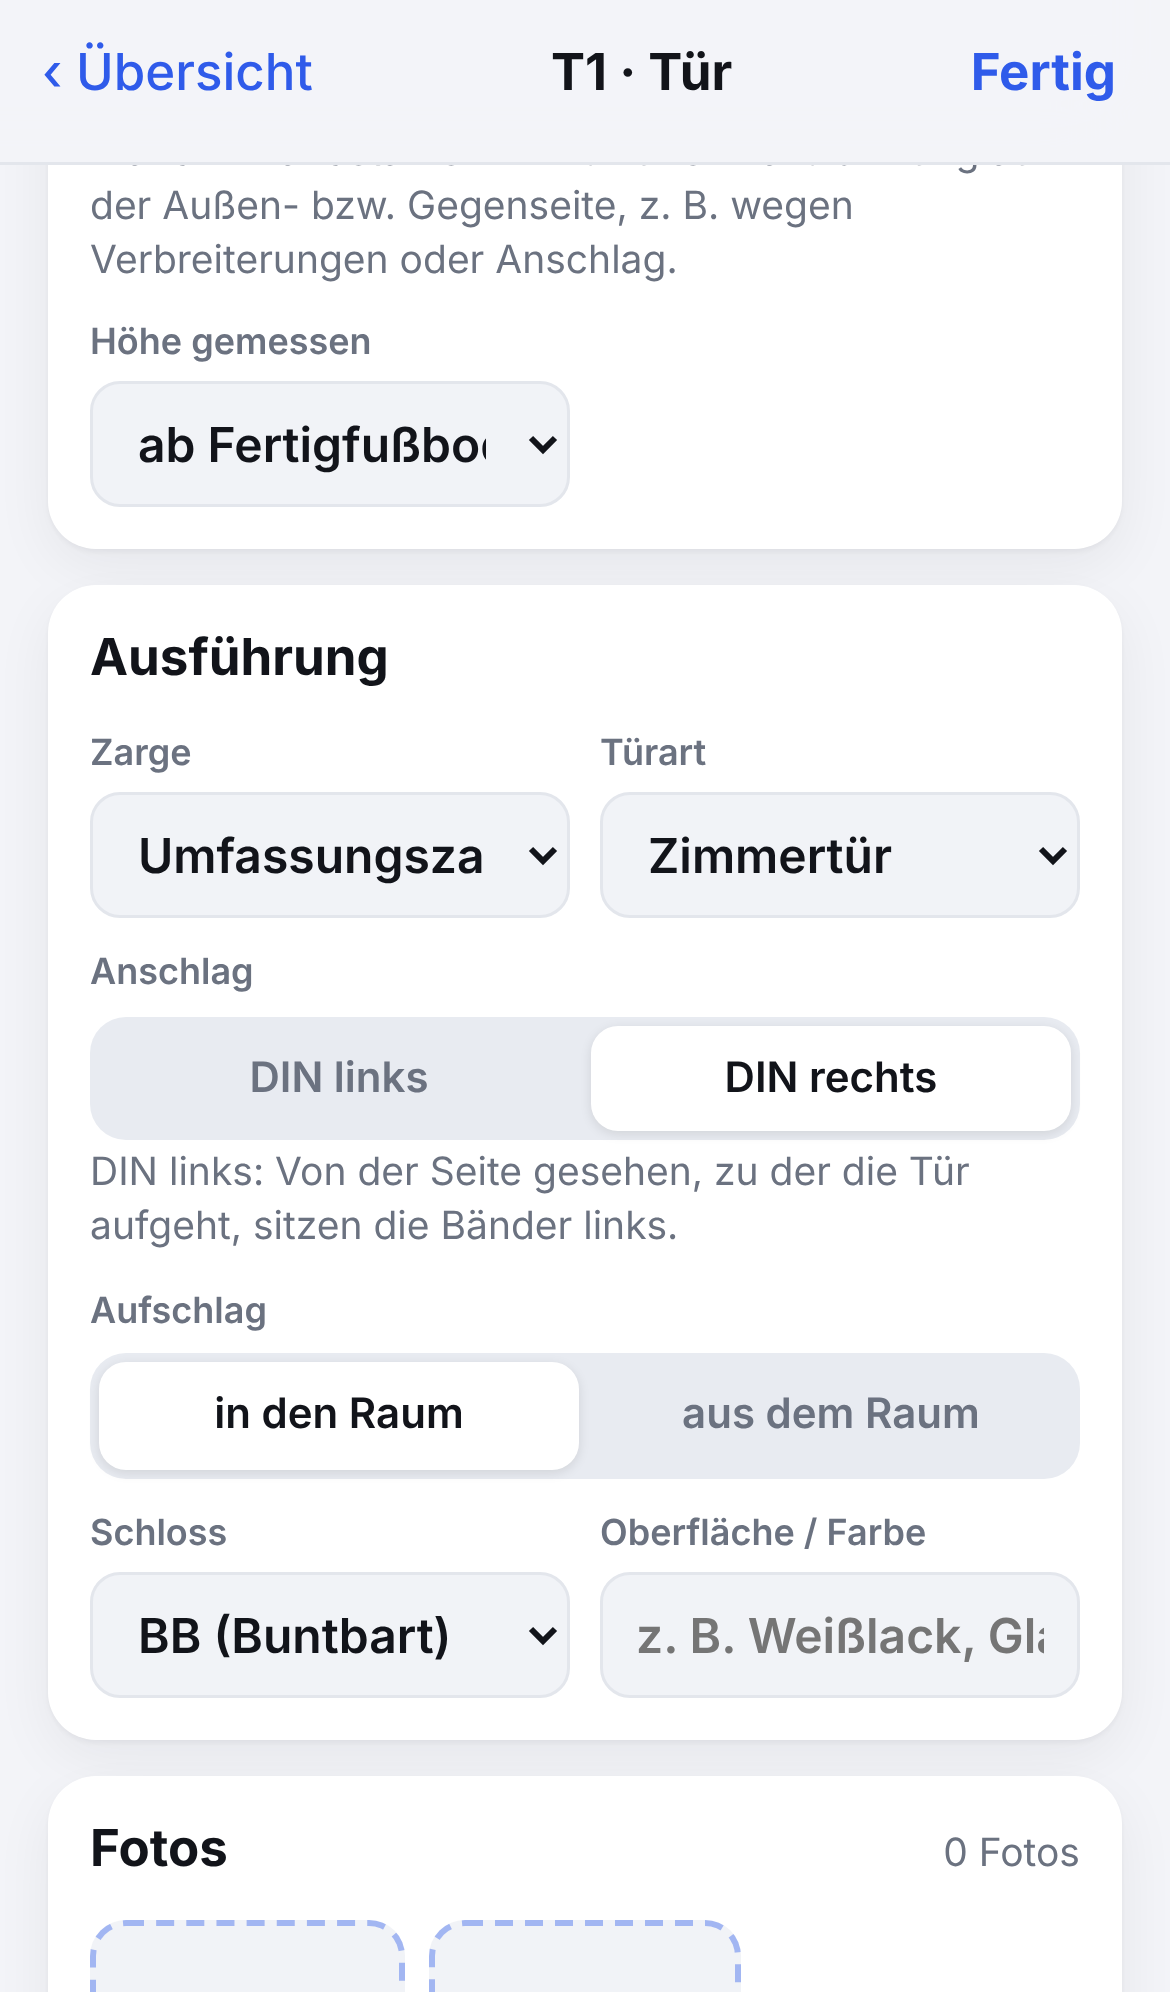 ‹ Übersicht
T1 · Tür
Fertig
der Außen- bzw. Gegenseite, z. B. wegen
Verbreiterungen oder Anschlag.
Höhe gemessen
ab Fertigfußbo
Ausführung
Zarge
Türart
Umfassungsza
Zimmertür
Anschlag
DIN links
DIN rechts
DIN links: Von der Seite gesehen, zu der die Tür
aufgeht, sitzen die Bänder links.
Aufschlag
in den Raum
aus dem Raum
Schloss
Oberfläche / Farbe
BB (Buntbart)
z. B. Weißlack, Gl
Fotos
0 Fotos